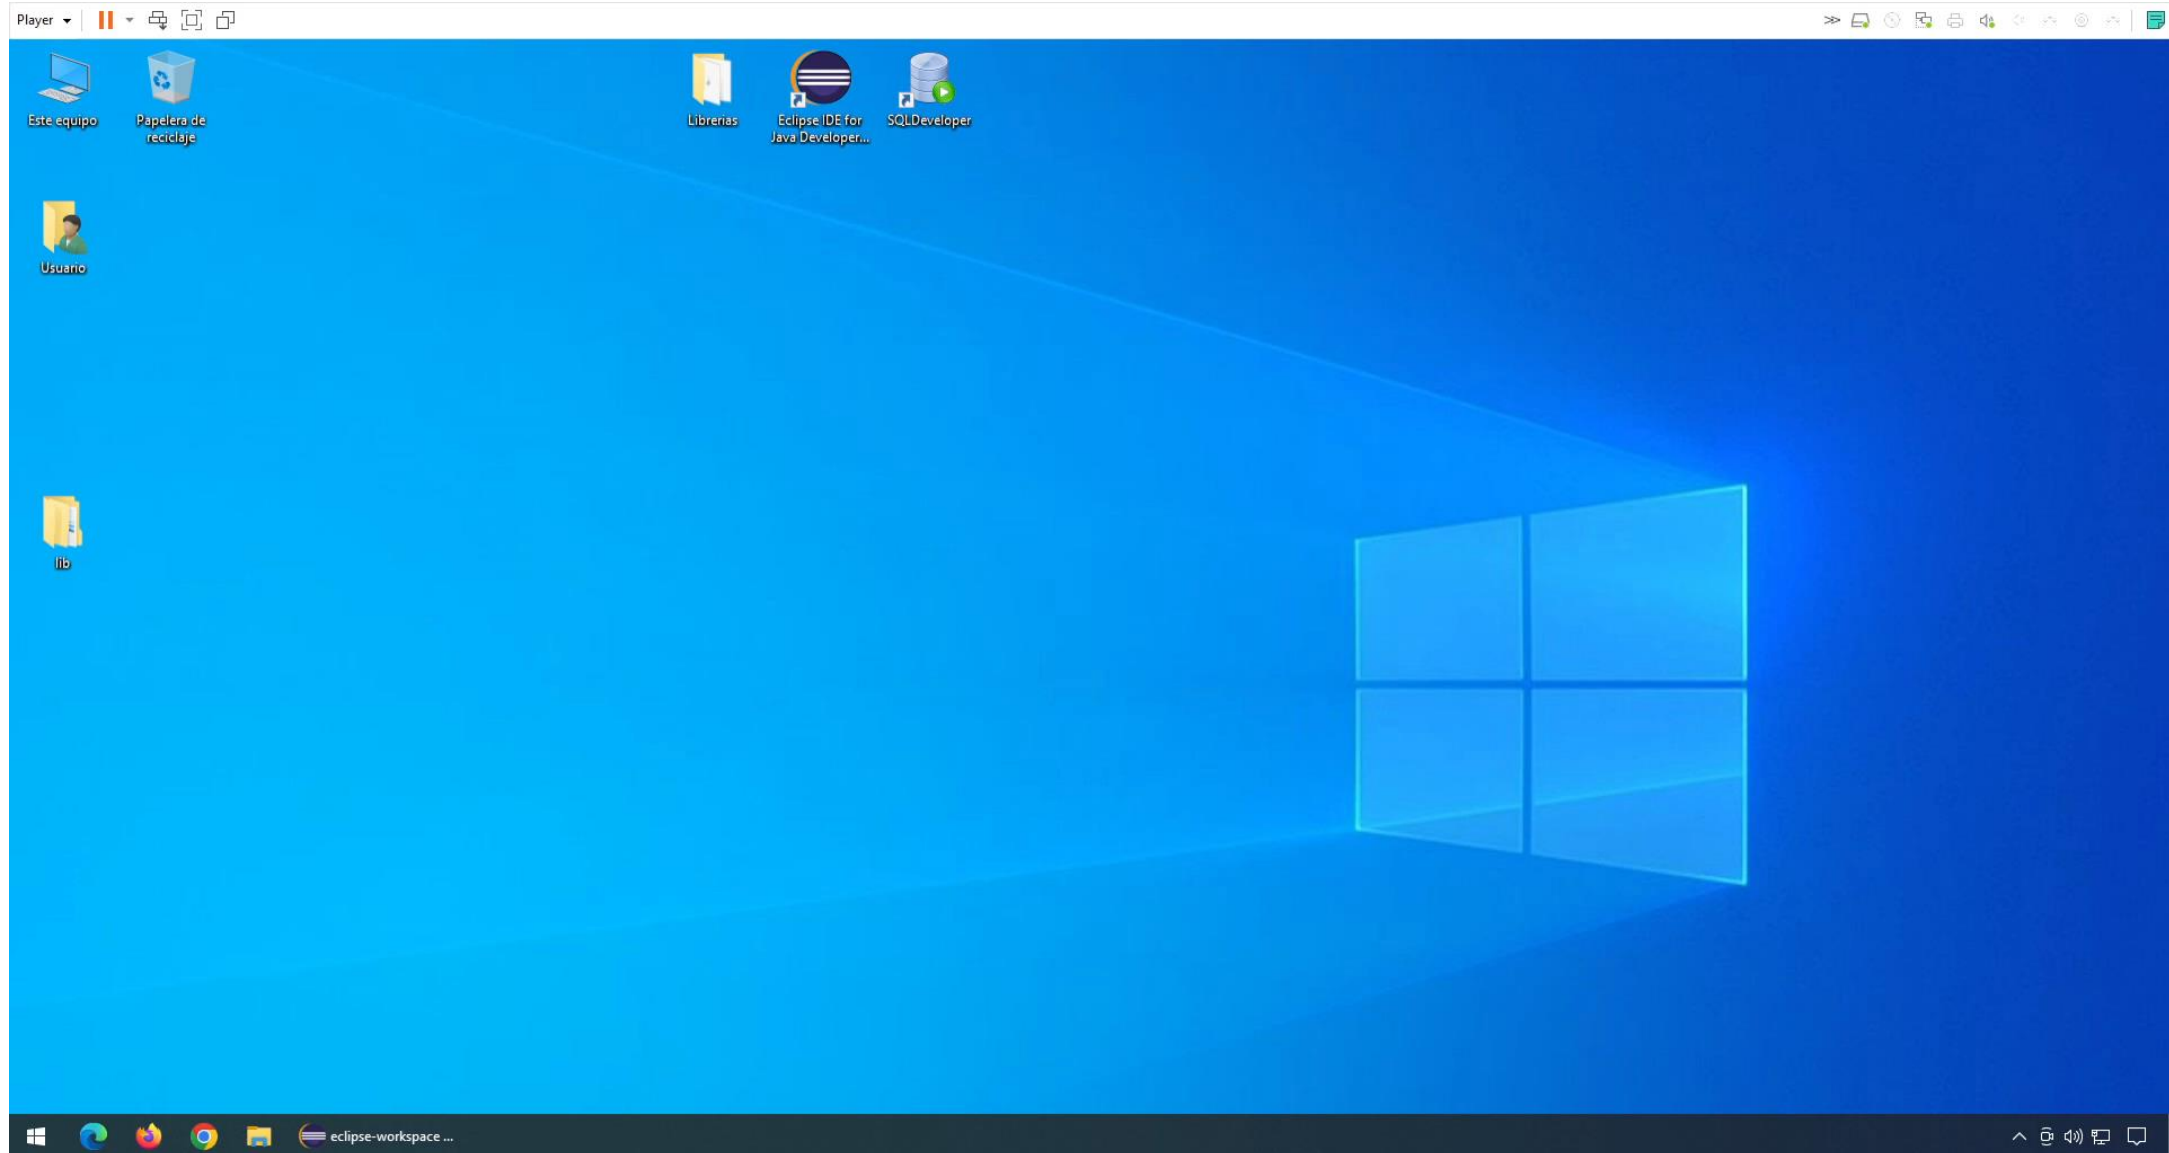 Player
Este equipo
Papelera de
reciclaje
Librerias
Eclipse IDE for
Java Developer...
SQLDeveloper
Usuario
lib
eclipse-workspace ...